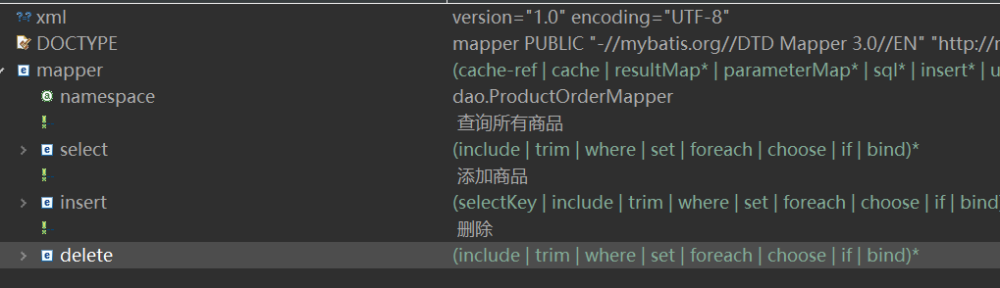 xml version="1.0" encoding="UTF-8"
DOCTYPE mapper PUBLIC "-//mybatis.org//DTD Mapper 3.0//EN" "http://
mapper (cache-ref | cache | resultMap* | parameterMap* | sql* | insert* | u
namespace dao.ProductOrderMapper
查询所有商品
select (include | trim | where | set | foreach | choose | if | bind)*
添加商品
insert (selectKey | include | trim | where | set | foreach | choose | if | bind)
删除
delete (include | trim | where | set | foreach | choose | if | bind)*